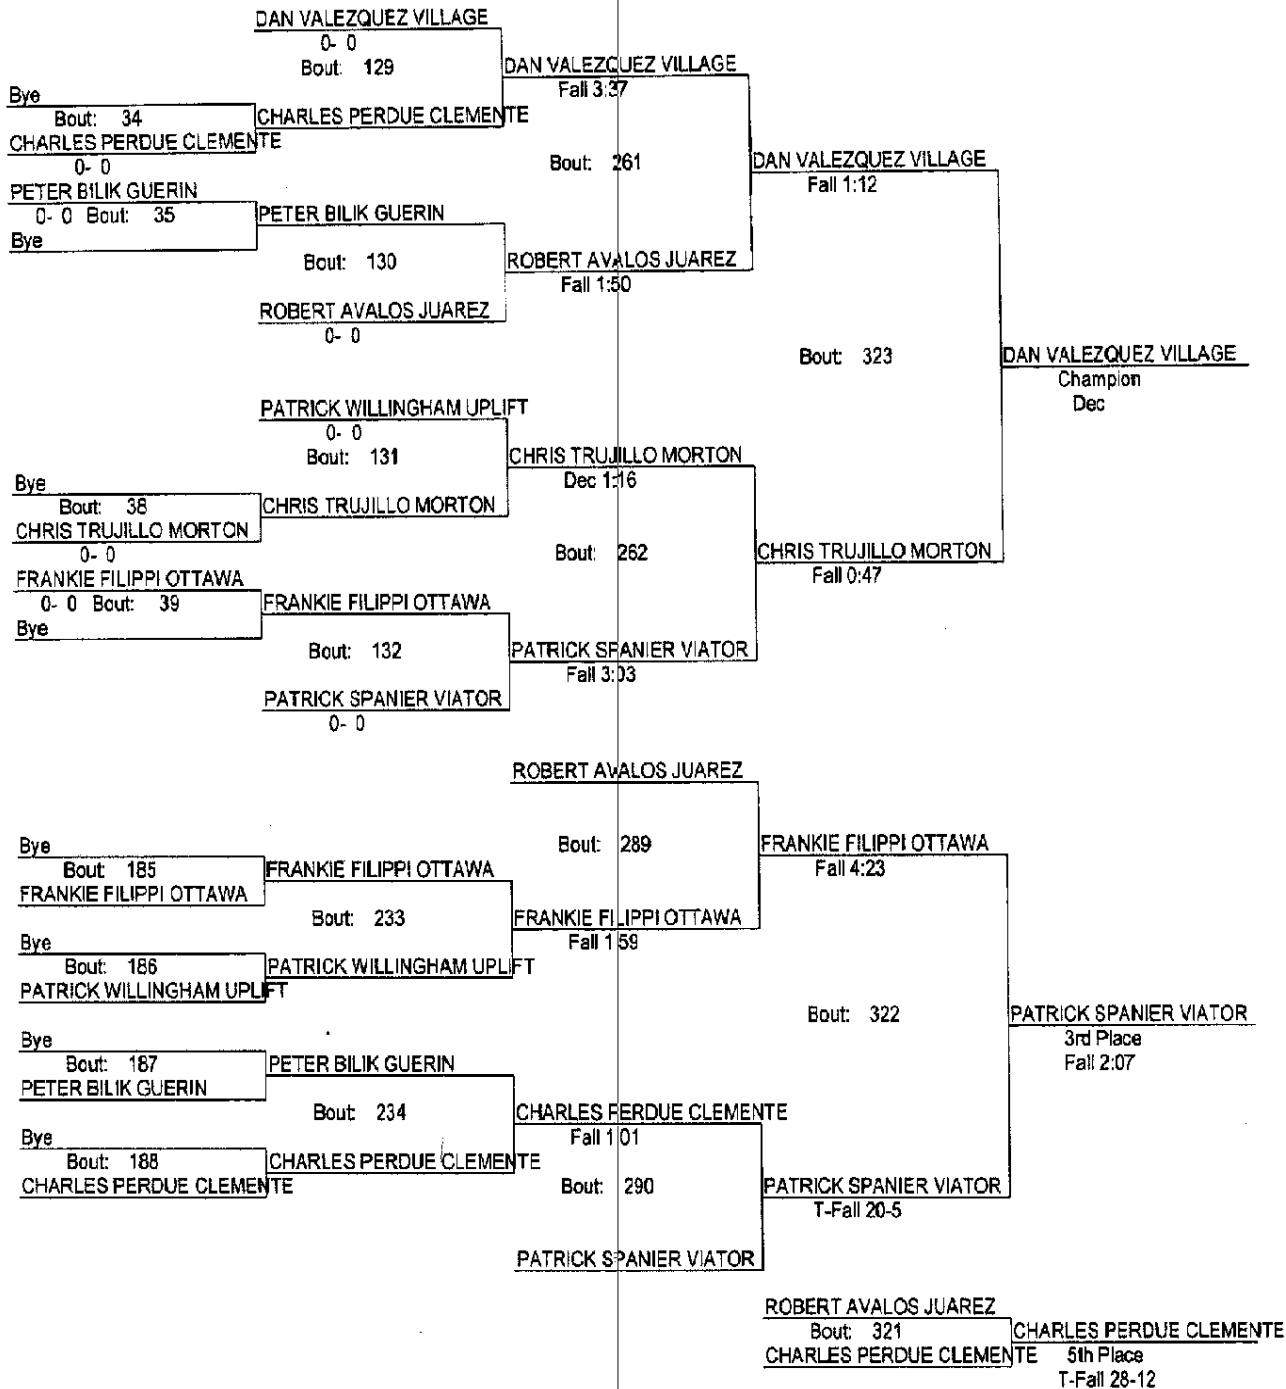 DAN VALEZQUEZ VILLAGE
0- 0
Bout: 129
DAN VALEZQUEZ VILLAGE
Fall 3:37
Bye
Bout: 34
CHARLES PERDUE CLEMENTE
CHARLES PERDUE CLEMENTE
0- 0
Bout: 261
DAN VALEZQUEZ VILLAGE
Fall 1:12
PETER BILIK GUERIN
0- 0 Bout: 35
PETER BILIK GUERIN
Bye
Bout: 130
ROBERT AVALOS JUAREZ
Fall 1:50
ROBERT AVALOS JUAREZ
0- 0
Bout: 323
DAN VALEZQUEZ VILLAGE
Champion
Dec
PATRICK WILLINGHAM UPLIFT
0- 0
Bout: 131
CHRIS TRUJILLO MORTON
Dec 1:16
Bye
Bout: 38
CHRIS TRUJILLO MORTON
CHRIS TRUJILLO MORTON
0- 0
Bout: 262
CHRIS TRUJILLO MORTON
Fall 0:47
FRANKIE FILIPPI OTTAWA
0- 0 Bout: 39
FRANKIE FILIPPI OTTAWA
Bye
Bout: 132
PATRICK SPANIER VIATOR
Fall 3:03
PATRICK SPANIER VIATOR
0- 0
ROBERT AVALOS JUAREZ
Bout: 289
FRANKIE FILIPPI OTTAWA
Fall 4:23
Bye
Bout: 185
FRANKIE FILIPPI OTTAWA
FRANKIE FILIPPI OTTAWA
Bout: 233
FRANKIE FILIPPI OTTAWA
Fall 1:59
Bye
Bout: 186
PATRICK WILLINGHAM UPLIFT
PATRICK WILLINGHAM UPLIFT
Bout: 322
PATRICK SPANIER VIATOR
3rd Place
Fall 2:07
Bye
Bout: 187
PETER BILIK GUERIN
PETER BILIK GUERIN
Bout: 234
CHARLES PERDUE CLEMENTE
Fall 1:01
Bye
Bout: 188
CHARLES PERDUE CLEMENTE
CHARLES PERDUE CLEMENTE
Bout: 290
PATRICK SPANIER VIATOR
T-Fall 20-5
PATRICK SPANIER VIATOR
ROBERT AVALOS JUAREZ
Bout: 321
CHARLES PERDUE CLEMENTE
CHARLES PERDUE CLEMENTE
5th Place
T-Fall 28-12